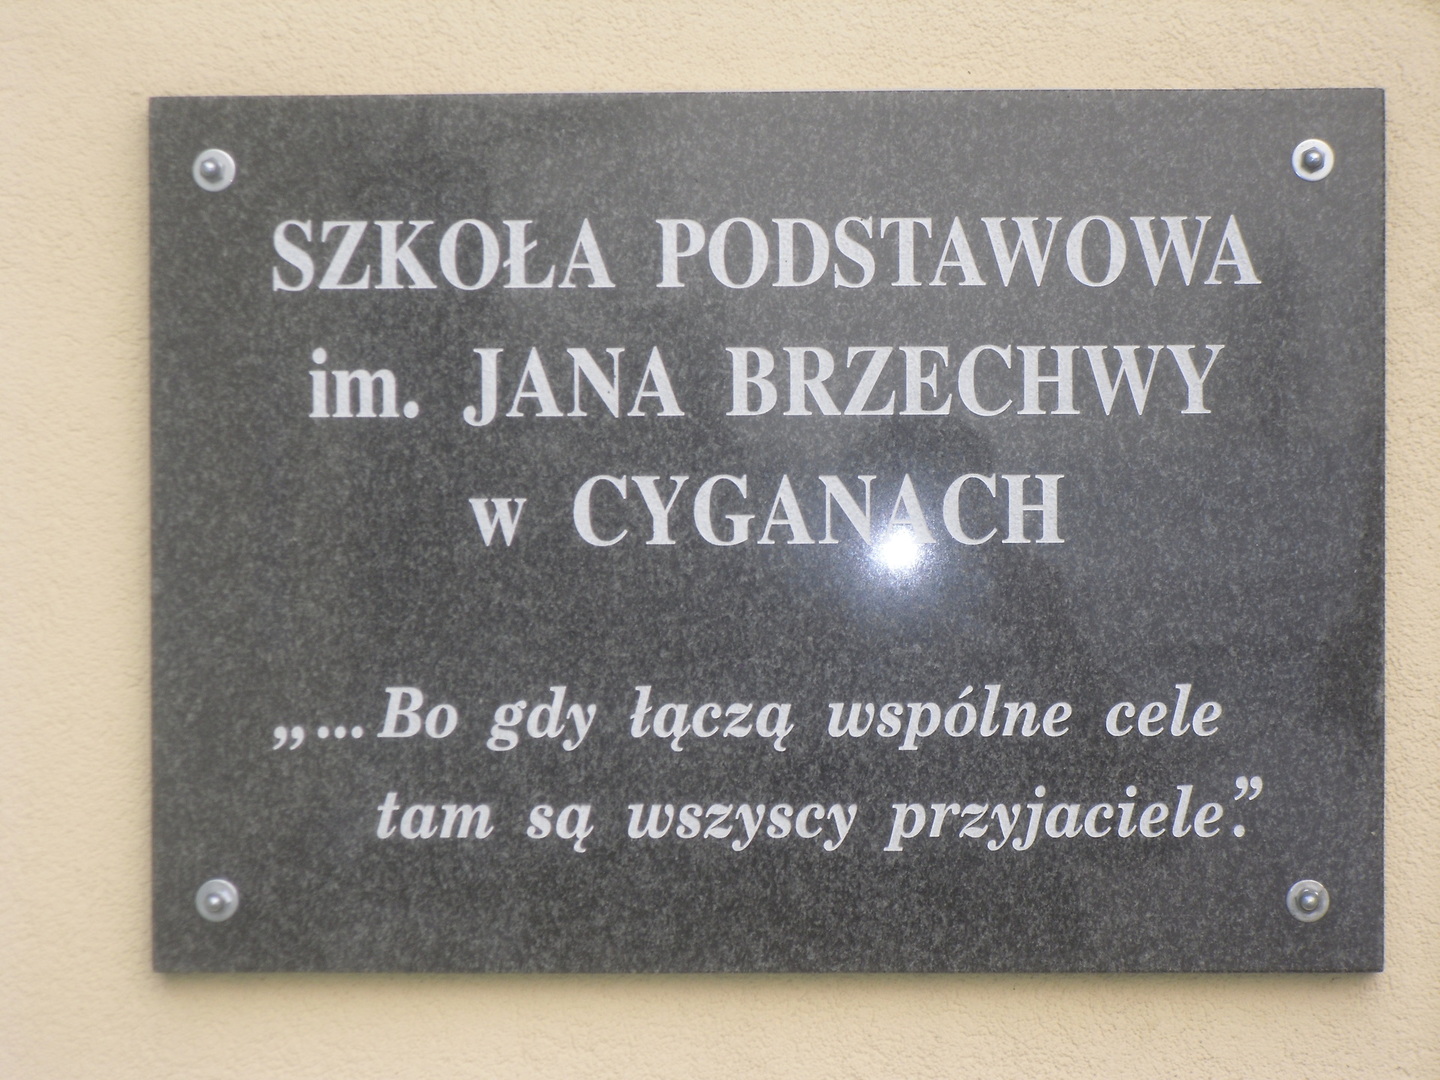 SZKOŁA PODSTAWOWA
im. JANA BRZECHWY
w CYGANACH
„...Bo gdy łączą wspólne cele
tam są wszyscy przyjaciele.”